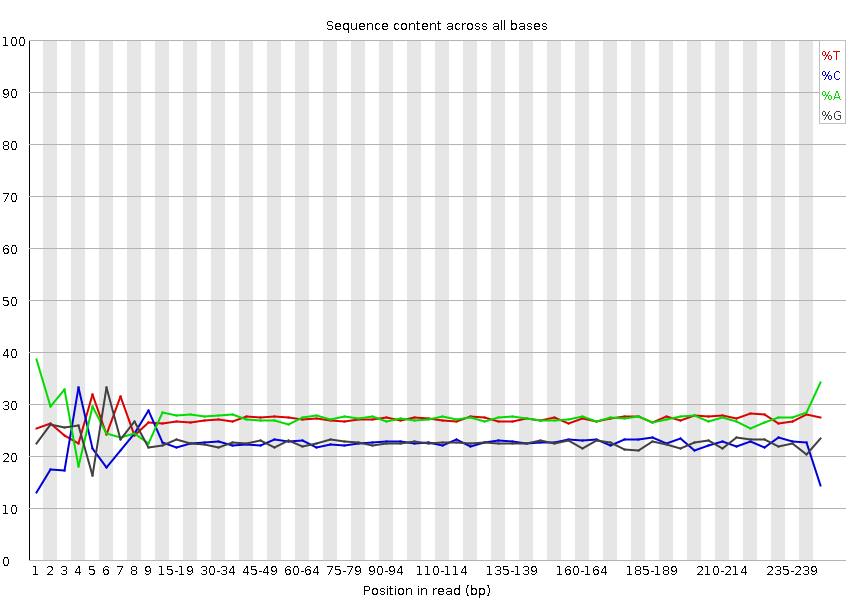 Sequence content across all bases
100
90
80
70
60
50
40
30
20
10
0
%T
%C
%A
%G
1 2 3 4 5 6 7 8 9 15-19 30-34 45-49 60-64 75-79 90-94 110-114 135-139 160-164 185-189 210-214 235-239
Position in read (bp)